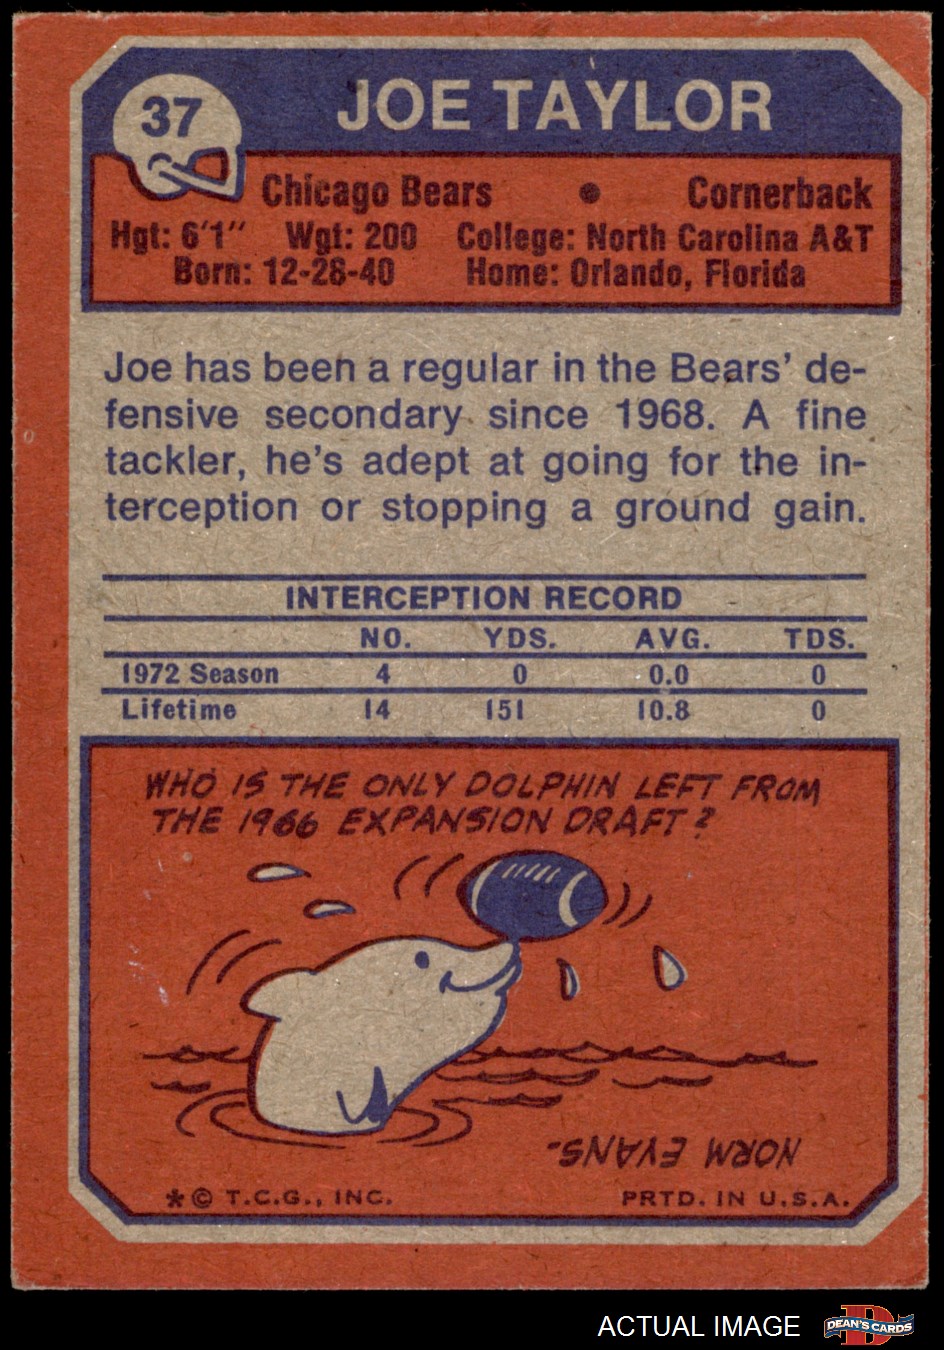 37
JOE TAYLOR
Chicago Bears • Cornerback
Hgt: 6'1" Wgt: 200 College: North Carolina A&T
Born: 12-28-40 Home: Orlando, Florida
Joe has been a regular in the Bears' de-
fensive secondary since 1968. A fine
tackler, he's adept at going for the in-
terception or stopping a ground gain.
INTERCEPTION RECORD
NO. YDS. AVG. TDS.
1972 Season 4 0 0.0 0
Lifetime 14 151 10.8 0
WHO IS THE ONLY DOLPHIN LEFT FROM
THE 1966 EXPANSION DRAFT?
NORM EVANS.
*© T.C.G., INC. PRTD. IN U.S.A.
ACTUAL IMAGE D DEAN'S CARDS